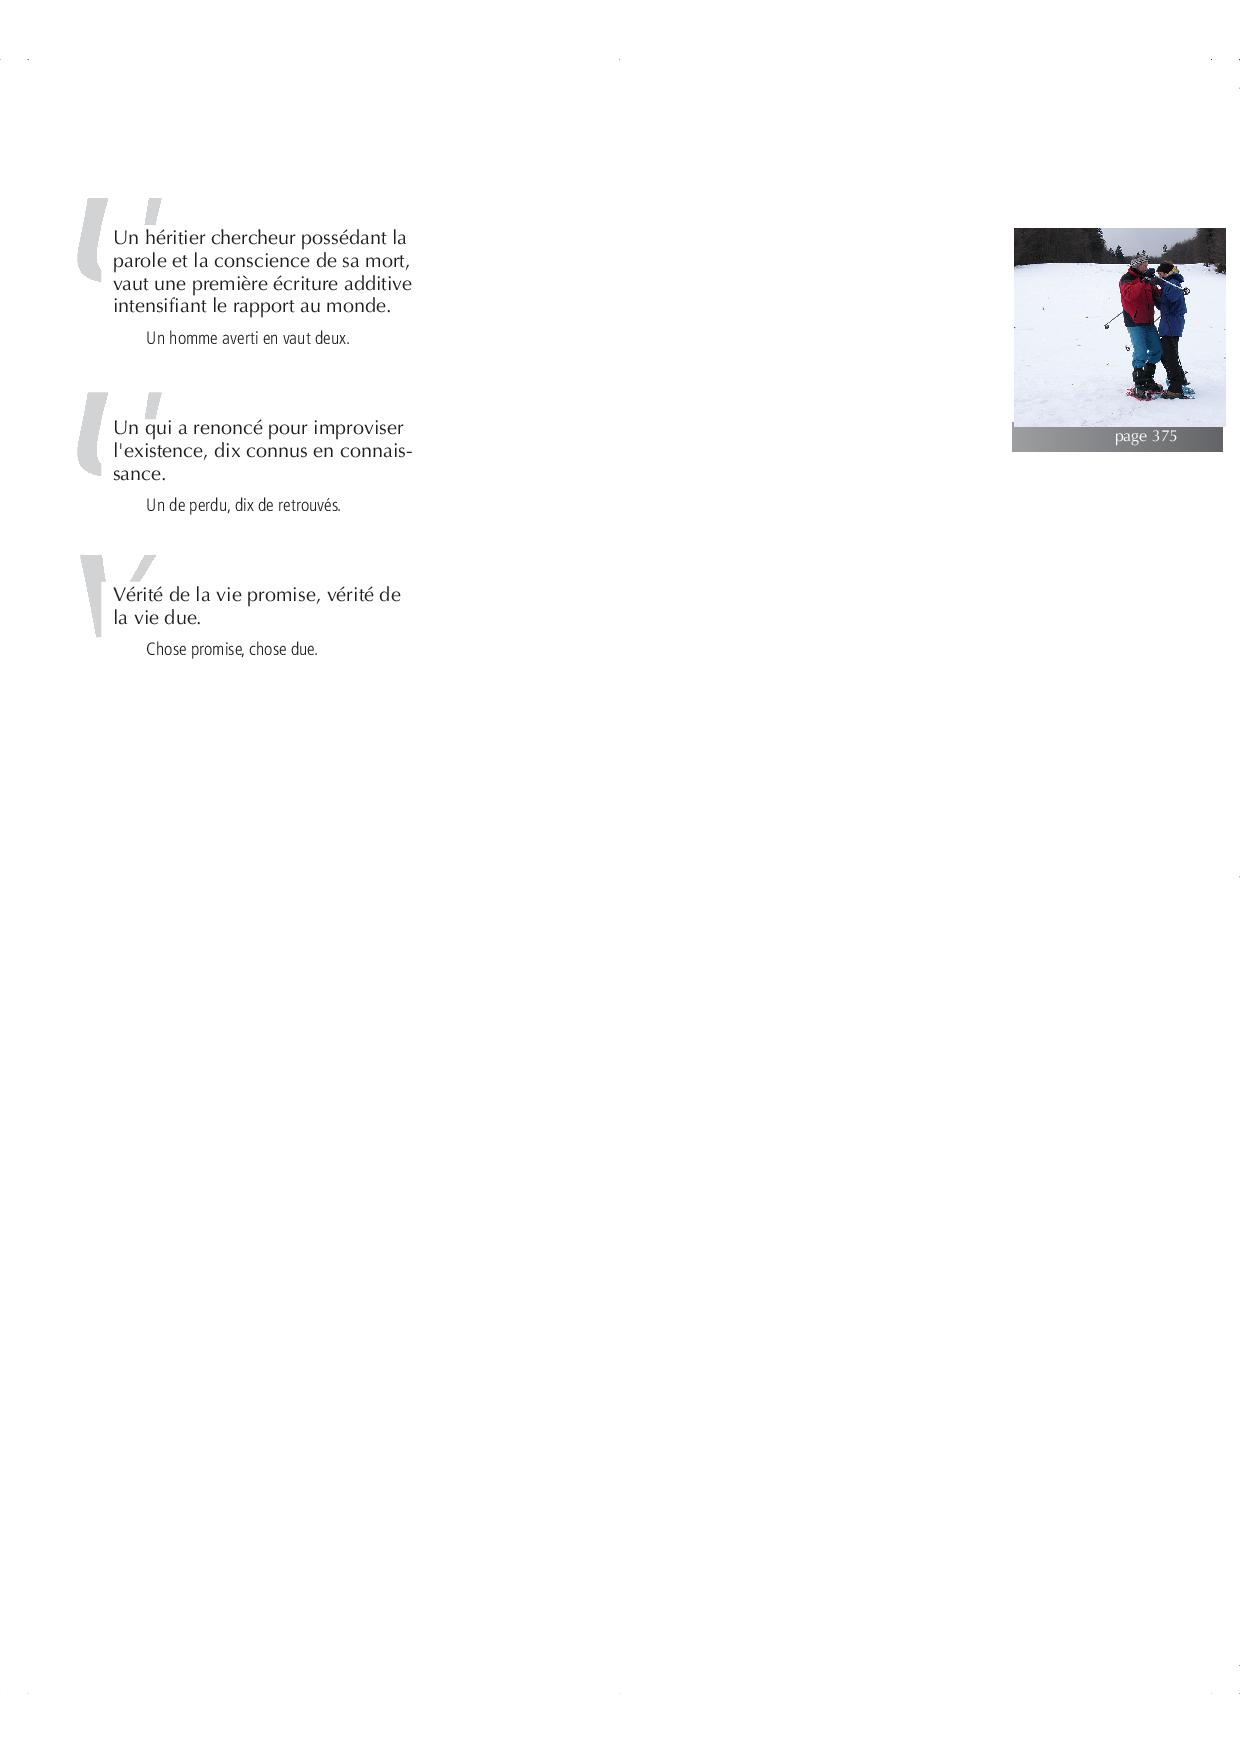 Un héritier chercheur possédant la
parole et la conscience de sa mort,
vaut une première écriture additive
intensifiant le rapport au monde.
Un homme averti en vaut deux.
Un qui a renoncé pour improviser
l'existence, dix connus en connais-
sance.
Un de perdu, dix de retrouvés.
Vérité de la vie promise, vérité de
la vie due.
Chose promise, chose due.
page 375